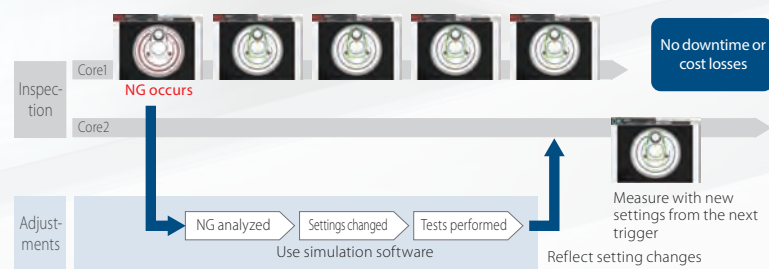 Inspec-
tion
Core1
NG occurs
No downtime or
cost losses
Core2
Measure with new
settings from the next
trigger
Adjust-
ments
NG analyzed
Settings changed
Tests performed
Use simulation software
Reflect setting changes